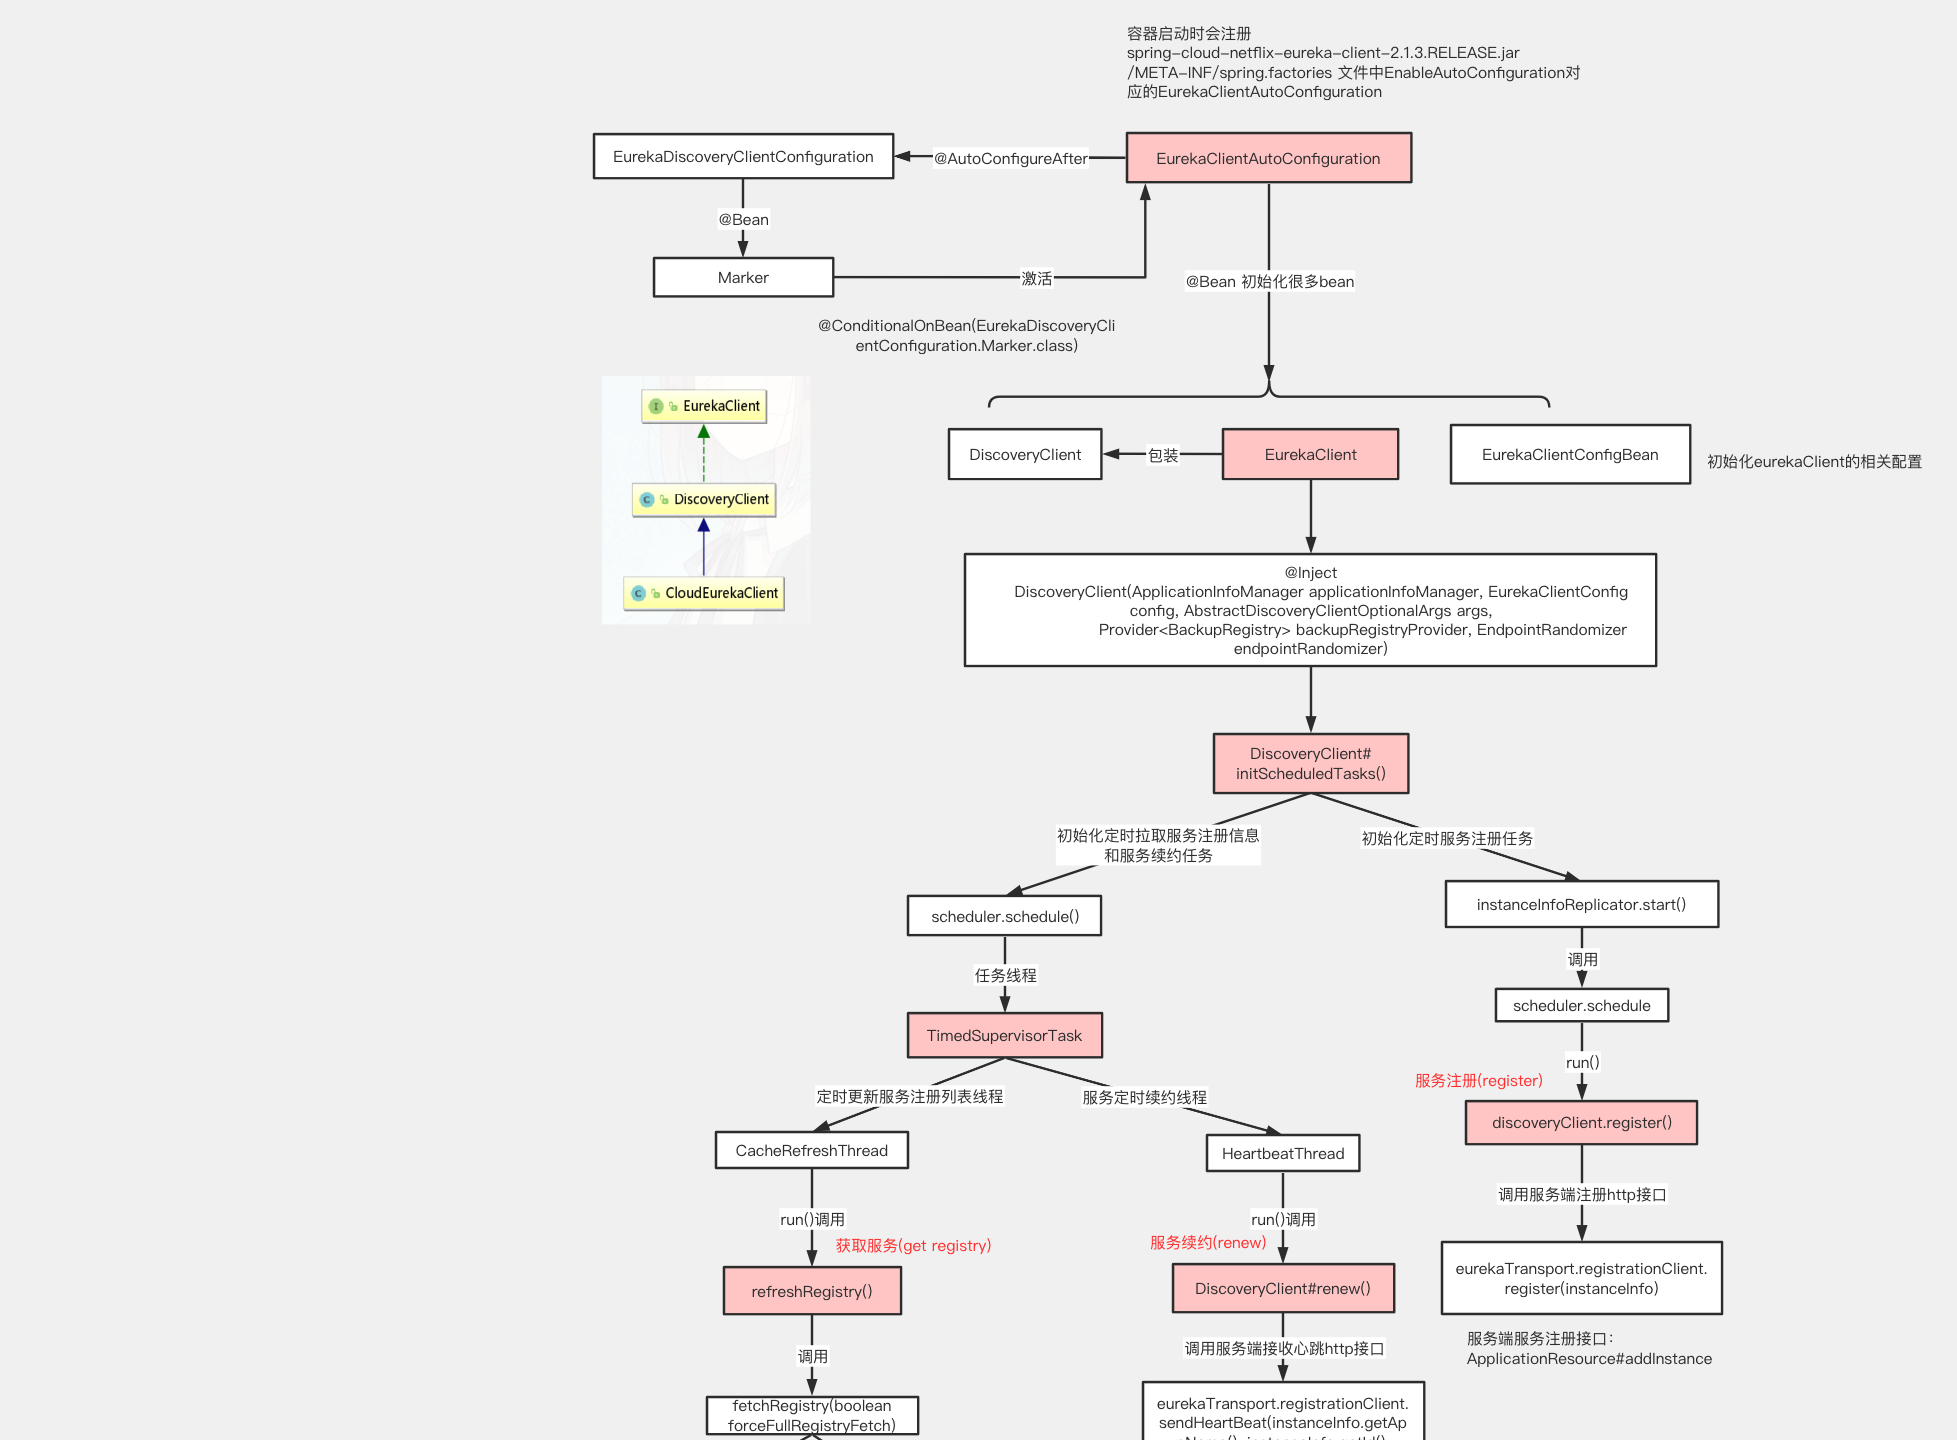 容器启动时会注册
spring-cloud-netflix-eureka-client-2.1.3.RELEASE.jar
/META-INF/spring.factories 文件中EnableAutoConfiguration对
应的EurekaClientAutoConfiguration
EurekaDiscoveryClientConfiguration
@AutoConfigureAfter
EurekaClientAutoConfiguration
@Bean
Marker
激活
@Bean 初始化很多bean
@ConditionalOnBean(EurekaDiscoveryCli
entConfiguration.Marker.class)
EurekaClient
DiscoveryClient
CloudEurekaClient
DiscoveryClient
包装
EurekaClient
EurekaClientConfigBean
初始化eurekaClient的相关配置
@Inject
DiscoveryClient(ApplicationInfoManager applicationInfoManager, EurekaClientConfig
config, AbstractDiscoveryClientOptionalArgs args,
Provider<BackupRegistry> backupRegistryProvider, EndpointRandomizer
endpointRandomizer)
DiscoveryClient#
initScheduledTasks()
初始化定时拉取服务注册信息
和服务续约任务
初始化定时服务注册任务
scheduler.schedule()
instanceInfoReplicator.start()
任务线程
调用
scheduler.schedule
TimedSupervisorTask
run()
服务注册(register)
定时更新服务注册列表线程
服务定时续约线程
discoveryClient.register()
CacheRefreshThread
HeartbeatThread
调用服务端注册http接口
run()调用
run()调用
获取服务(get registry)
服务续约(renew)
refreshRegistry()
DiscoveryClient#renew()
eurekaTransport.registrationClient.
register(instanceInfo)
调用
调用服务端接收心跳http接口
服务端服务注册接口：
ApplicationResource#addInstance
fetchRegistry(boolean
forceFullRegistryFetch)
eurekaTransport.registrationClient.
sendHeartBeat(instanceInfo.getAp